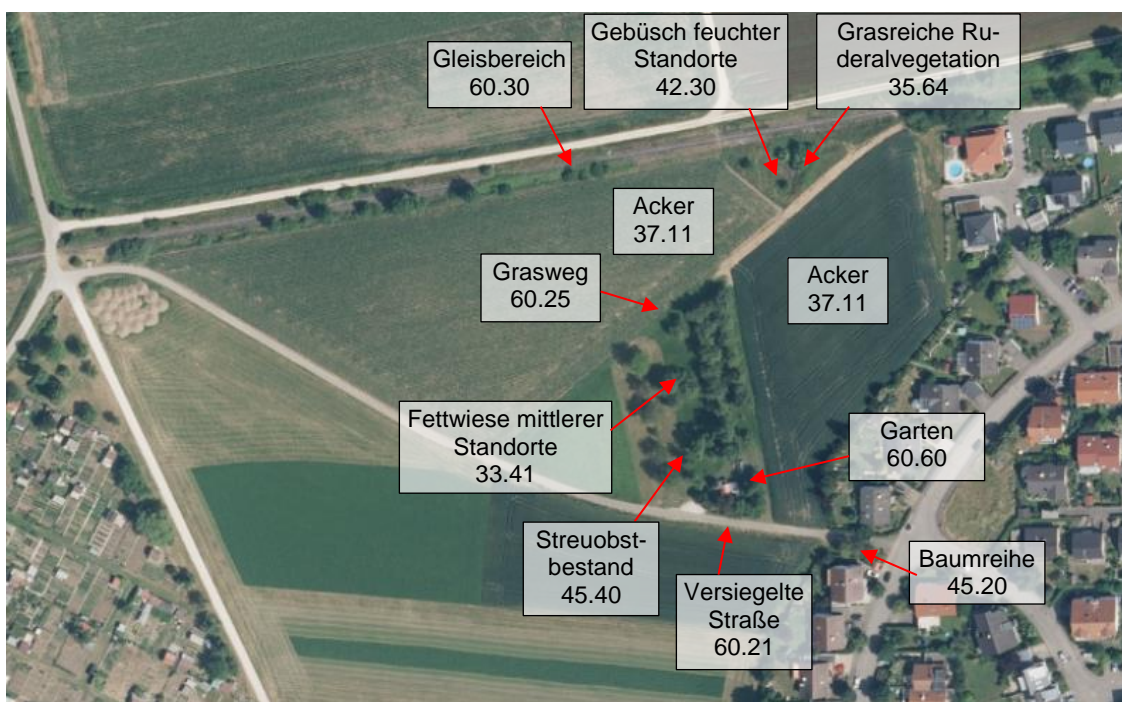 Gleisbereich
60.30
Gebüsch feuchter
Standorte
42.30
Grasreiche Ru-
deralvegetation
35.64
Acker
37.11
Grasweg
60.25
Acker
37.11
Fettwiese mittlerer
Standorte
33.41
Garten
60.60
Streuobst-
bestand
45.40
Versiegelte
Straße
60.21
Baumreihe
45.20